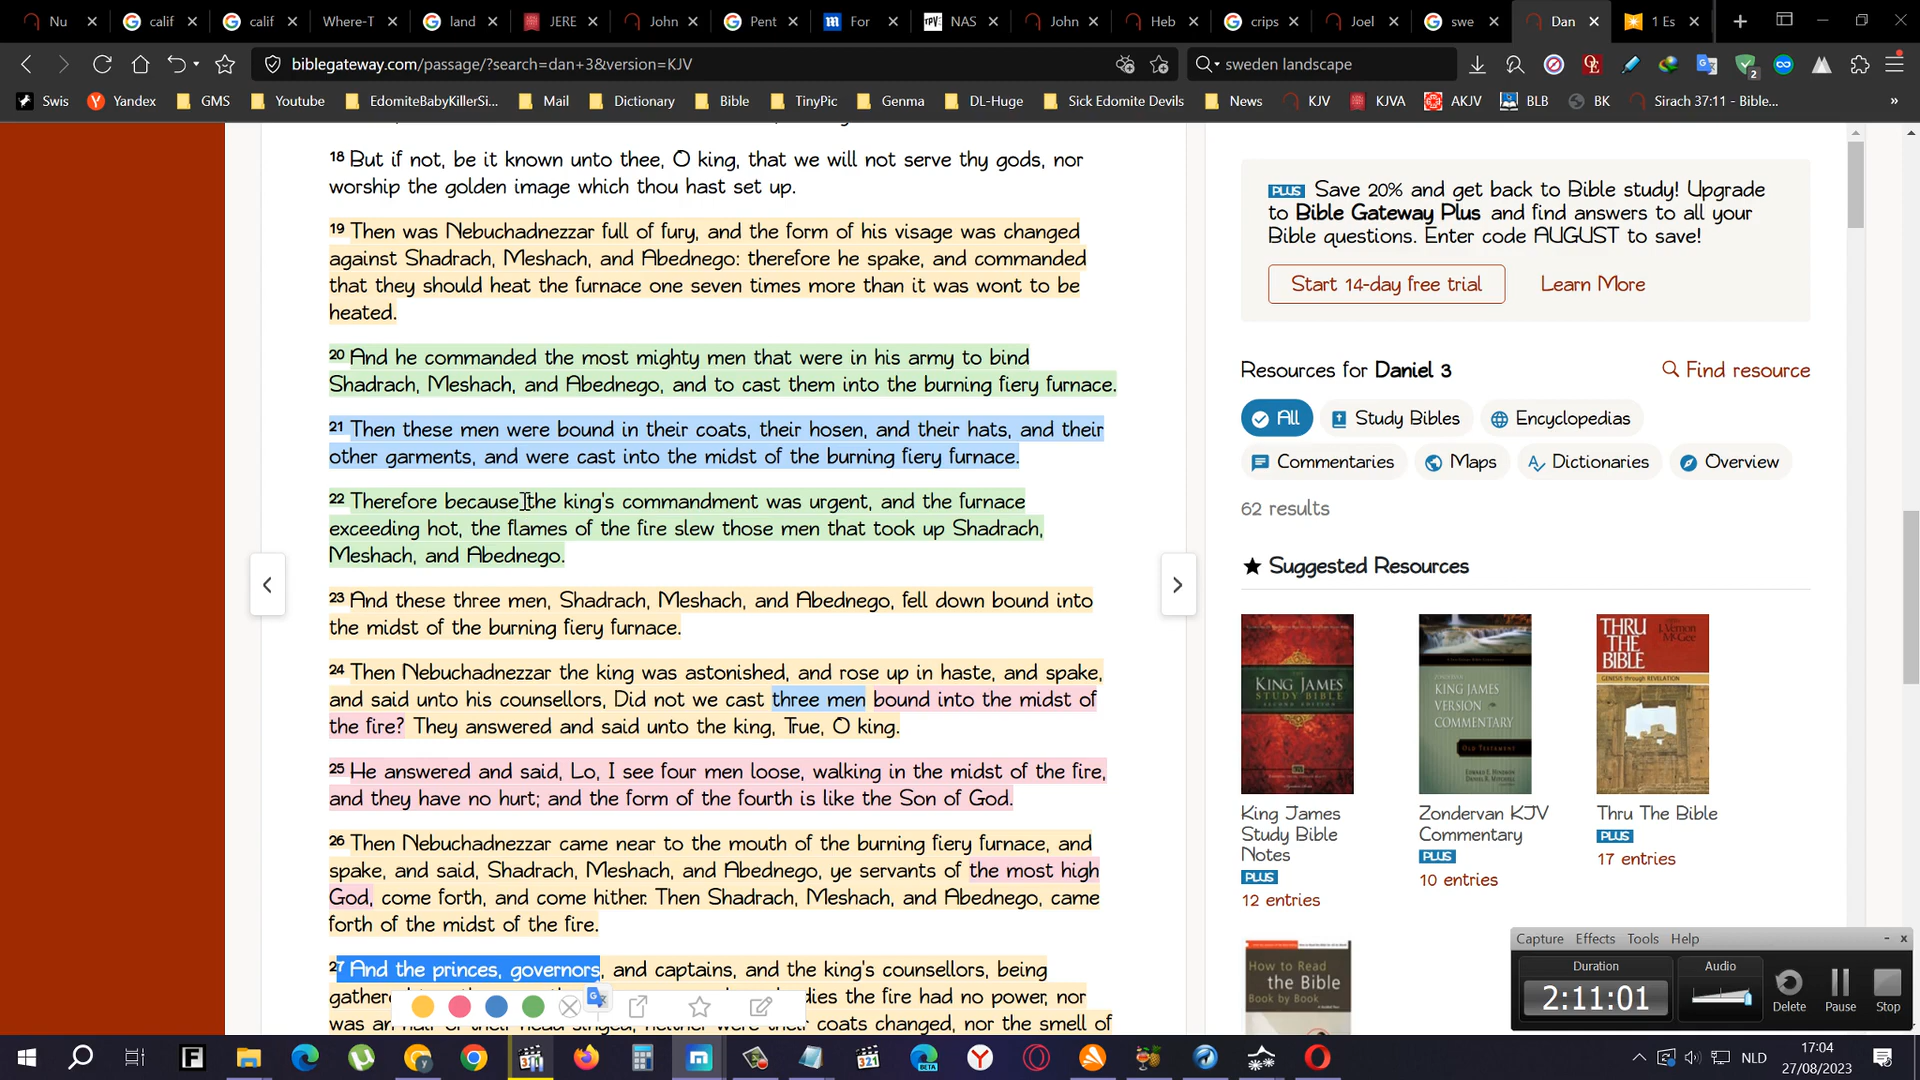 Nu
calif
calif
Where-T
land
JERE
John
Pent
For
NAS
John
Heb
crips
Joel
swe
Dan
1 Es
biblegateway.com/passage/?search=dan+3&version=KJV
sweden landscape
Swis
Yandex
GMS
Youtube
EdomiteBabyKillerSi...
Mail
Dictionary
Bible
TinyPic
Genma
DL-Huge
Sick Edomite Devils
News
KJV
KJVA
AKJV
BLB
BK
Sirach 37:11 - Bible...
18 But if not, be it known unto thee, O king, that we will not serve thy gods, nor
worship the golden image which thou hast set up.
19 Then was Nebuchadnezzar full of fury, and the form of his visage was changed
against Shadrach, Meshach, and Abednego: therefore he spake, and commanded
that they should heat the furnace one seven times more than it was wont to be
heated.
20 And he commanded the most mighty men that were in his army to bind
Shadrach, Meshach, and Abednego, and to cast them into the burning fiery furnace.
21 Then these men were bound in their coats, their hosen, and their hats, and their
other garments, and were cast into the midst of the burning fiery furnace.
22 Therefore because the king's commandment was urgent, and the furnace
exceeding hot, the flames of the fire slew those men that took up Shadrach,
Meshach, and Abednego.
23 And these three men, Shadrach, Meshach, and Abednego, fell down bound into
the midst of the burning fiery furnace.
24 Then Nebuchadnezzar the king was astonished, and rose up in haste, and spake,
and said unto his counsellors, Did not we cast three men bound into the midst of
the fire? They answered and said unto the king, True, O king.
25 He answered and said, Lo, I see four men loose, walking in the midst of the fire,
and they have no hurt; and the form of the fourth is like the Son of God.
26 Then Nebuchadnezzar came near to the mouth of the burning fiery furnace, and
spake, and said, Shadrach, Meshach, and Abednego, ye servants of the most high
God, come forth, and come hither. Then Shadrach, Meshach, and Abednego, came
forth of the midst of the fire.
27 And the princes, governors, and captains, and the king's counsellors, being
the fire had no power, nor
coats changed, nor the smell of
PLUS Save 20% and get back to Bible study! Upgrade
to Bible Gateway Plus and find answers to all your
Bible questions. Enter code AUGUST to save!
Start 14-day free trial
Learn More
Resources for Daniel 3
Find resource
All
Study Bibles
Encyclopedias
Commentaries
Maps
Dictionaries
Overview
62 results
Suggested Resources
KING JAMES
STUDY BIBLE
SECOND EDITION
KING JAMES
VERSION
COMMENTARY
OLD TESTAMENT
THRU
THE
BIBLE
J. Vernon
McGee
GENESIS through REVELATION
King James
Study Bible
Notes
PLUS
12 entries
Zondervan KJV
Commentary
PLUS
10 entries
Thru The Bible
PLUS
17 entries
How to Read
the Bible
Book by Book
Capture
Effects
Tools
Help
Duration
2:11:01
Audio
Delete
Pause
Stop
NLD
17:04
27/08/2023